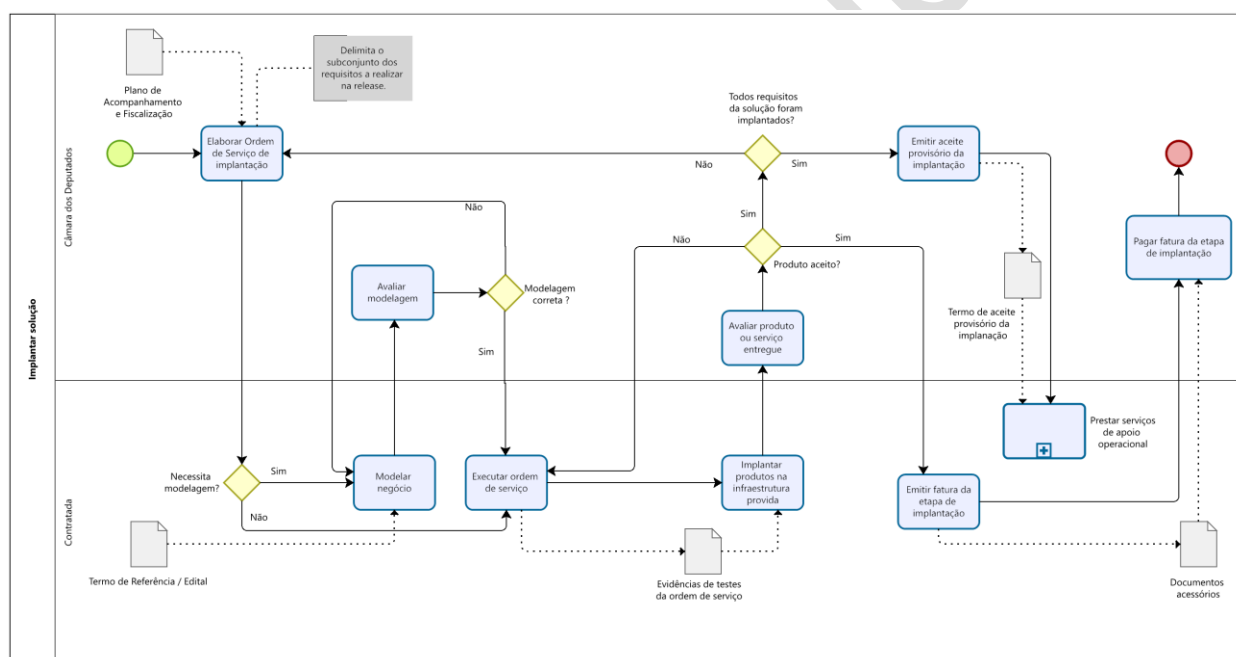 Implantar solução
Câmara dos Deputados
Contratada
Plano de
Acompanhamento
e Fiscalização
Delimita o
subconjunto dos
requisitos a realizar
na release.
Elaborar Ordem
de Serviço de
implantação
Todos requisitos
da solução foram
implantados?
Não
Sim
Emitir aceite
provisório da
implantação
Não
Sim
Não
Sim
Pagar fatura da etapa
de implantação
Avaliar
modelagem
Modelagem
correta ?
Produto aceito?
Sim
Avaliar produto
ou serviço
entregue
Termo de aceite
provisório da
implanação
Prestar serviços
de apoio
operacional
Necessita
modelagem?
Sim
Não
Modelar
negócio
Executar ordem
de serviço
Implantar
produtos na
infraestrutura
provida
Emitir fatura da
etapa de
implantação
Termo de Referência / Edital
Evidências de testes
da ordem de serviço
Documentos
acessórios